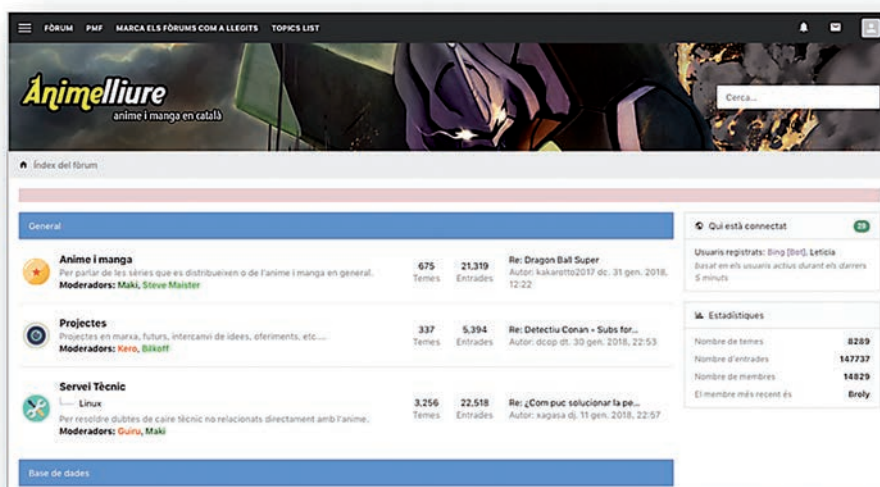 FÒRUM PMF MARCA ELS FÒRUMS COM A LLEGITS TOPICS LIST
Animelliure
anime i manga en català
Cerca...
Índex del fòrum
General
Anime i manga
Per parlar de les sèries que es distribueixen o de l'anime i manga en general.
Moderadors: Maki, Steve Maister
675 Temes
21,319 Entrades
Re: Dragon Ball Super
Autor: kakarotto2017 dc. 31 gen. 2018,
12:22
Projectes
Projectes en marxa, futurs, intercanvi de idees, oferiments, etc....
Moderadors: Kero, Bilkoff
337 Temes
5,394 Entrades
Re: Detectiu Conan - Subs for...
Autor: dcop dt. 30 gen. 2018, 22:53
Servei Tècnic
Linux
Per resoldre dubtes de caire tècnic no relacionats directament amb l'anime.
Moderadors: Guiru, Maki
3,256 Temes
22,518 Entrades
Re: ¿Com puc solucionar la pe...
Autor: xagasa dj. 11 gen. 2018, 22:57
Base de dades
Qui està connectat 29
Usuaris registrats: Bing [Bot], Leticia
basat en els usuaris actius durant els darrers
5 minuts
Estadístiques
Nombre de temes 8289
Nombre d'entrades 147737
Nombre de membres 14829
El membre més recent és Broly